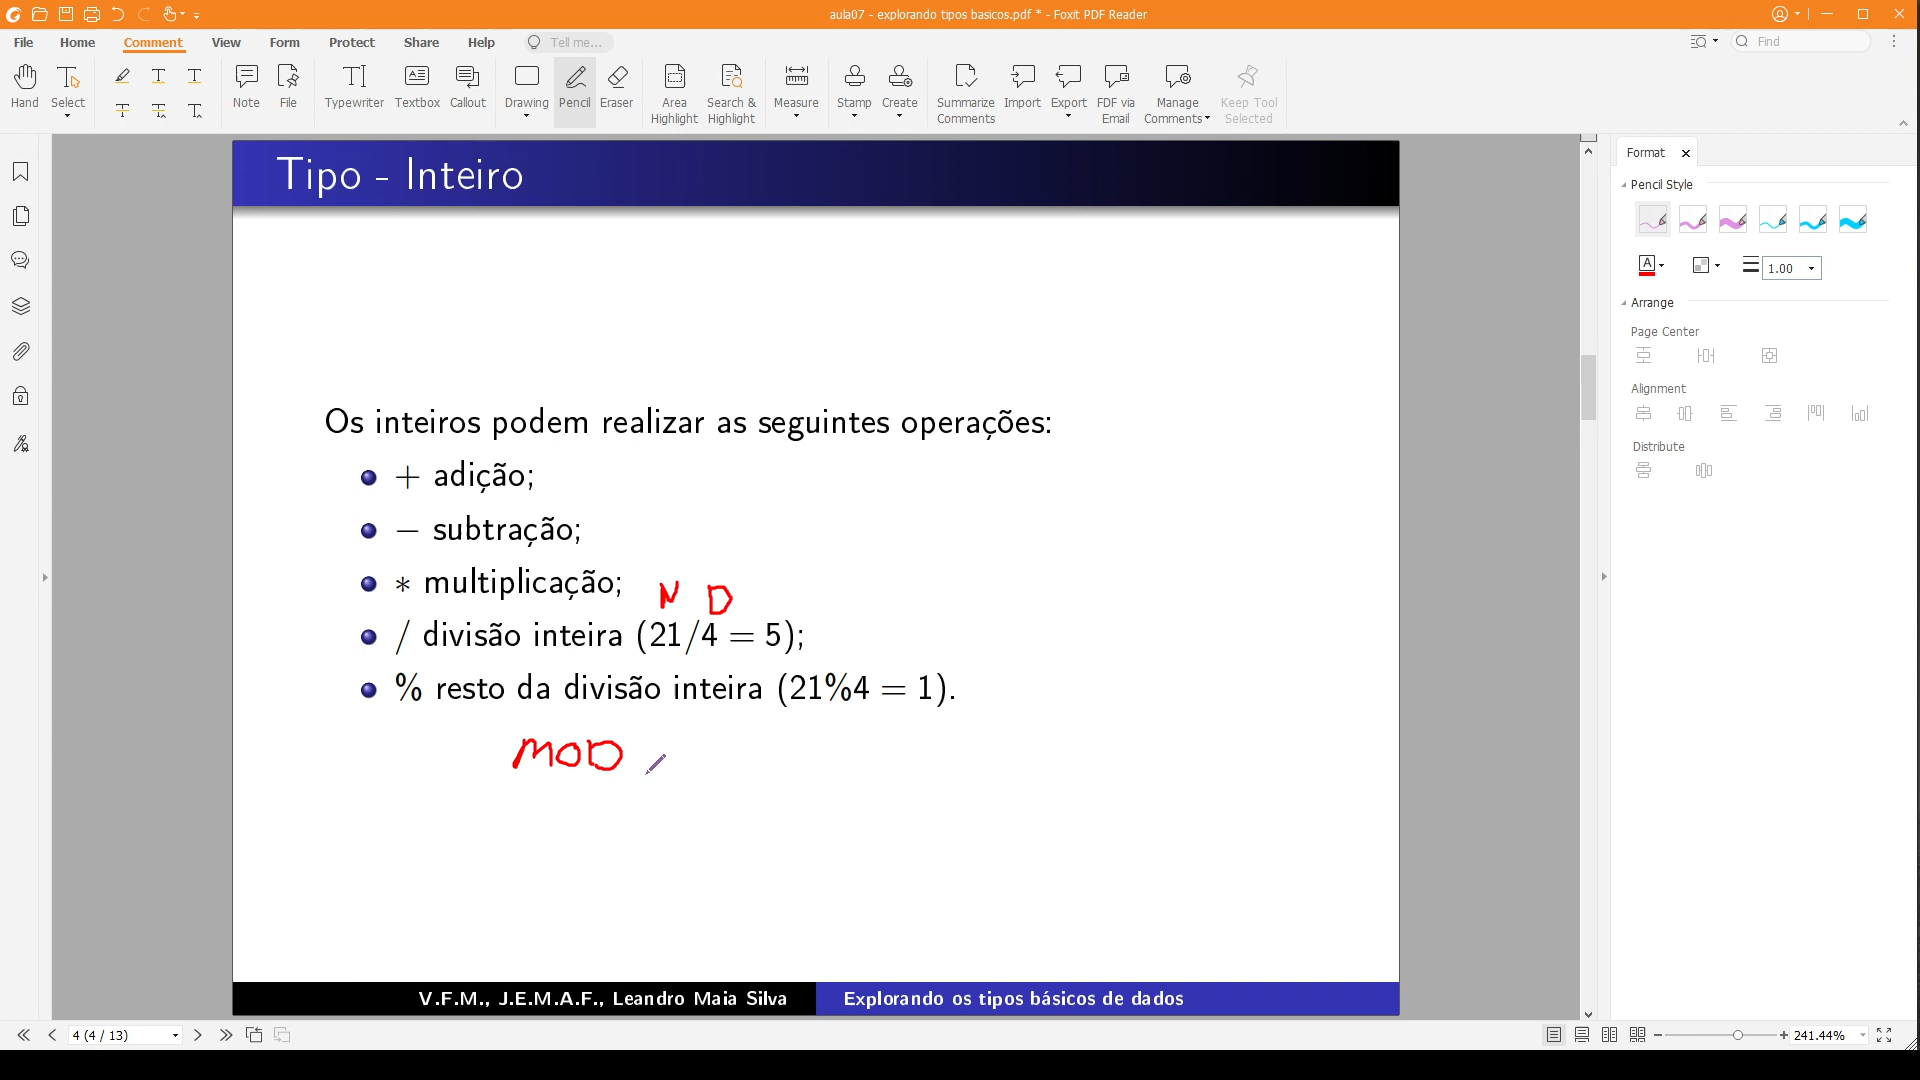 aula07 - explorando tipos basicos.pdf * - Foxit PDF Reader
File Home Comment View Form Protect Share Help Tell me... Find
Hand Select Note File Typewriter Textbox Callout Drawing Pencil Eraser Area Highlight Search & Highlight Measure Stamp Create Summarize Comments Import Export FDF via Email Manage Comments Keep Tool Selected
Format
Pencil Style
1.00
Arrange
Page Center
Alignment
Distribute
Tipo - Inteiro
Os inteiros podem realizar as seguintes operações:
+ adição;
− subtração;
* multiplicação;
N D
/ divisão inteira (21/4 = 5);
% resto da divisão inteira (21%4 = 1).
MOD
V.F.M., J.E.M.A.F., Leandro Maia Silva Explorando os tipos básicos de dados
4 (4 / 13) 241.44%